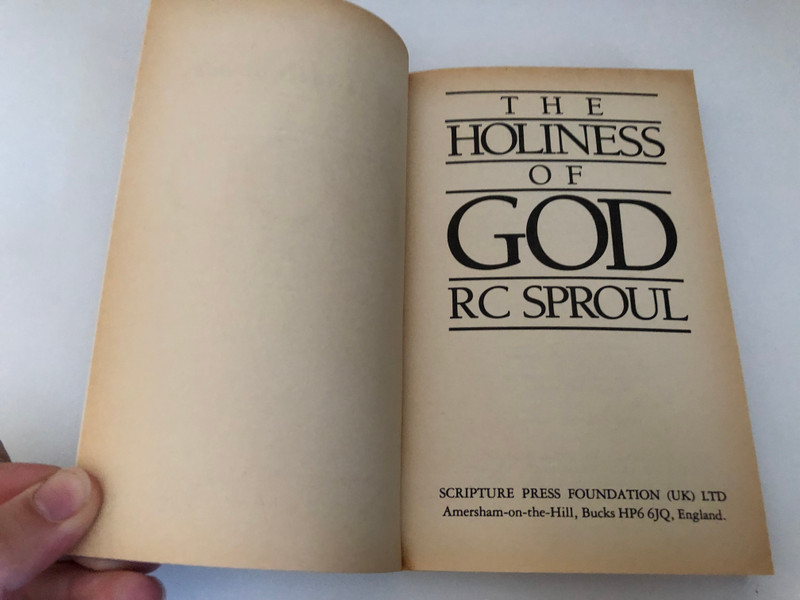 THE
HOLINESS
OF
GOD
RC SPROUL
SCRIPTURE PRESS FOUNDATION (UK) LTD
Amersham-on-the-Hill, Bucks HP6 6JQ, England.